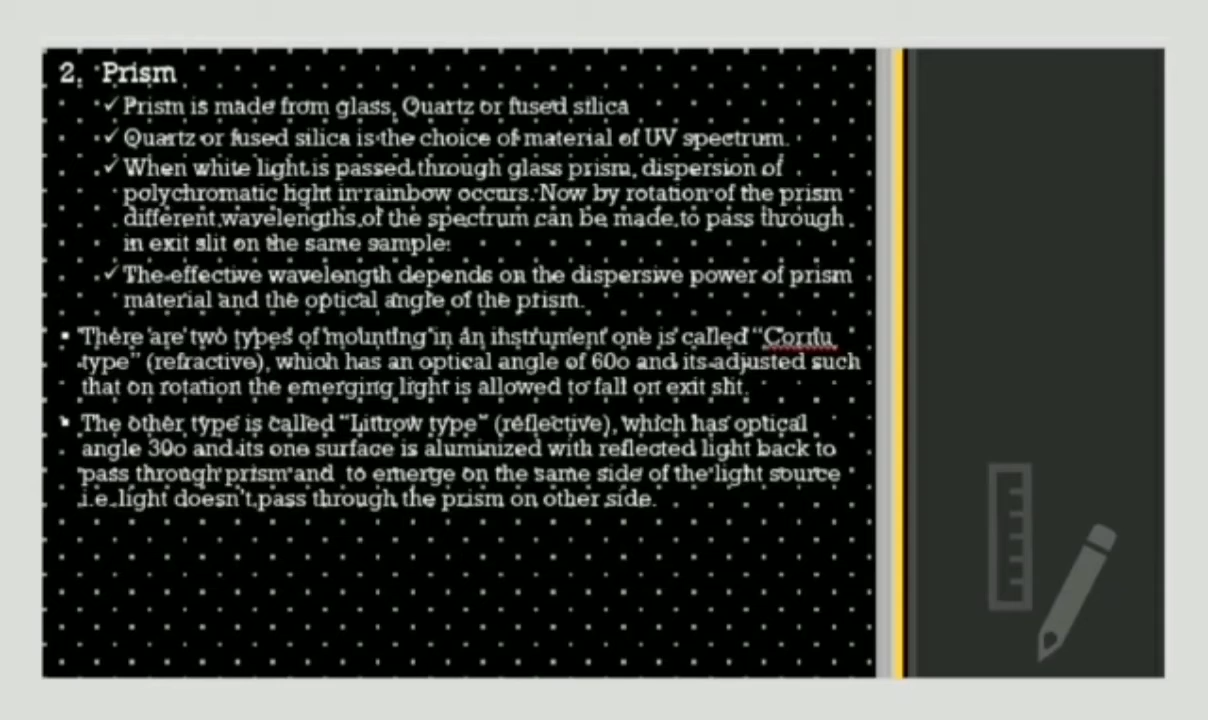 2. Prism
✓ Prism is made from glass, Quartz or fused silica
✓ Quartz or fused silica is the choice of material of UV spectrum.
✓ When white light is passed through glass prism, dispersion of
polychromatic light in rainbow occurs. Now by rotation of the prism
different wavelengths of the spectrum can be made to pass through
in exit slit on the same sample.
✓ The effective wavelength depends on the dispersive power of prism
material and the optical angle of the prism.
▪ There are two types of mounting in an instrument one is called “Cornu
type” (refractive), which has an optical angle of 60o and its adjusted such
that on rotation the emerging light is allowed to fall on exit slit.
▪ The other type is called “Littrow type” (reflective), which has optical
angle 30o and its one surface is aluminized with reflected light back to
pass through prism and to emerge on the same side of the light source
i.e. light doesn’t pass through the prism on other side.